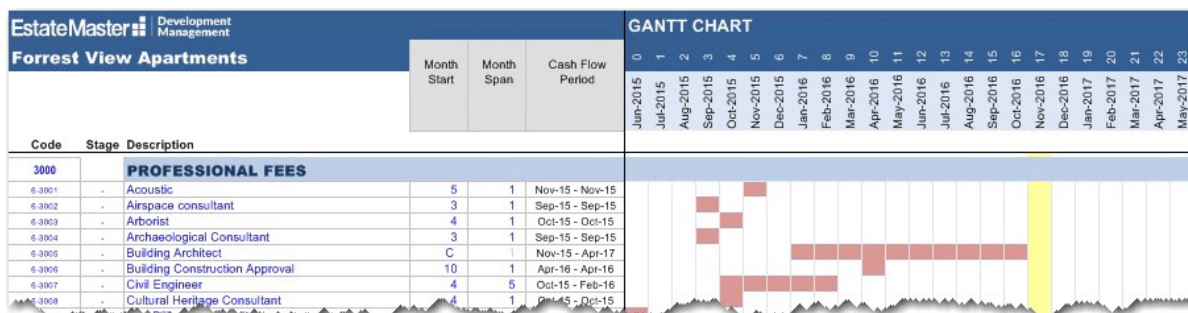 EstateMaster Development Management
GANTT CHART
Forrest View Apartments
Month Start
Month Span
Cash Flow Period
0 1 2 3 4 5 6 7 8 9 10 11 12 13 14 15 16 17 18 19 20 21 22 23
Jun-2015 Jul-2015 Aug-2015 Sep-2015 Oct-2015 Nov-2015 Dec-2015 Jan-2016 Feb-2016 Mar-2016 Apr-2016 May-2016 Jun-2016 Jul-2016 Aug-2016 Sep-2016 Oct-2016 Nov-2016 Dec-2016 Jan-2017 Feb-2017 Mar-2017 Apr-2017 May-2017
Code Stage Description
3000 PROFESSIONAL FEES
6-3001 - Acoustic 5 1 Nov-15 - Nov-15
6-3002 - Airspace consultant 3 1 Sep-15 - Sep-15
6-3003 - Arborist 4 1 Oct-15 - Oct-15
6-3004 - Archaeological Consultant 3 1 Sep-15 - Sep-15
6-3005 - Building Architect C 1 Nov-15 - Apr-17
6-3006 - Building Construction Approval 10 1 Apr-16 - Apr-16
6-3007 - Civil Engineer 4 5 Oct-15 - Feb-16
6-3008 - Cultural Heritage Consultant 4 1 Oct-15 - Oct-15